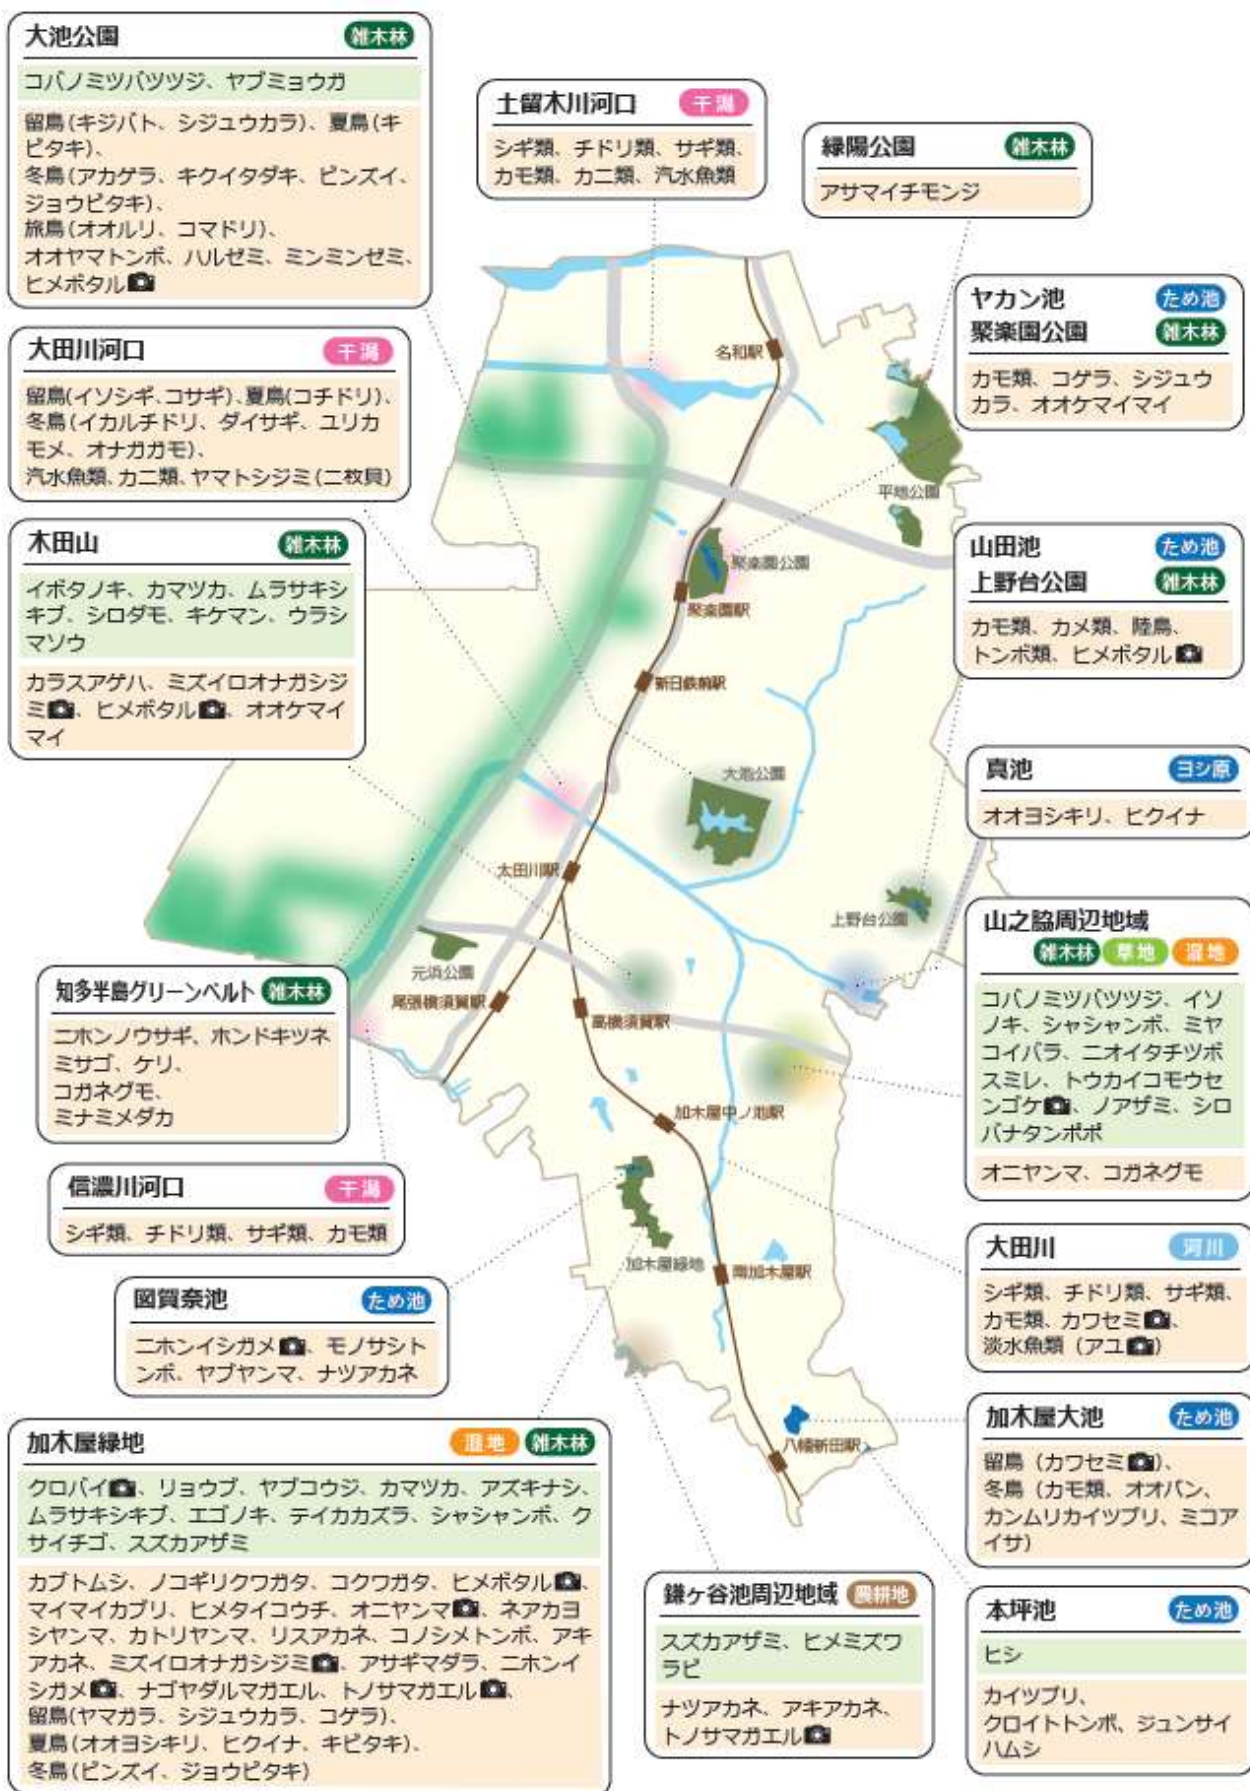 大池公園 雑木林
コバノミツバツツジ、ヤブミョウガ
留鳥(キジバト、シジュウカラ)、夏鳥(キ
ビタキ)、
冬鳥(アカゲラ、キクイタダキ、ビンズイ、
ジョウビタキ)、
旅鳥(オオルリ、コマドリ)、
オオヤマトンボ、ハルゼミ、ミンミンゼミ、
ヒメボタル
土留木川河口 干潟
シギ類、チドリ類、サギ類、
カモ類、カニ類、汽水魚類
緑陽公園 雑木林
アサマイチモンジ
ヤカン池 ため池
聚楽園公園 雑木林
カモ類、コゲラ、シジュウ
カラ、オオケマイマイ
大田川河口 干潟
留鳥(イソシギ、コサギ)、夏鳥(コチドリ)、
冬鳥(イカルチドリ、ダイサギ、ユリカ
モメ、オナガガモ)、
汽水魚類、カニ類、ヤマトシジミ(二枚貝)
木田山 雑木林
イボタノキ、カマツカ、ムラサキシ
キブ、シロダモ、キケマン、ウラシ
マソウ
カラスアゲハ、ミズイロオナガシジ
ミ、ヒメボタル、オオケマイ
マイ
山田池 ため池
上野台公園 雑木林
カモ類、カメ類、陸鳥、
トンボ類、ヒメボタル
真池 ヨシ原
オオヨシキリ、ヒクイナ
山之脇周辺地域
雑木林 草地 湿地
コバノミツバツツジ、イソ
ノキ、シャシャンボ、ミヤ
コイバラ、ニオイタチツボ
スミレ、トウカイコモウセ
ンゴケ、ノアザミ、シロ
バナタンポポ
オニヤンマ、コガネグモ
知多半島グリーンベルト 雑木林
ニホンノウサギ、ホンドキツネ
ミサゴ、ケリ、
コガネグモ、
ミナミメダカ
信濃川河口 干潟
シギ類、チドリ類、サギ類、カモ類
大田川 河川
シギ類、チドリ類、サギ類、
カモ類、カワセミ、
淡水魚類（アユ）
図賀奈池 ため池
ニホンイシガメ、モノサシト
ンボ、ヤブヤンマ、ナツアカネ
加木屋大池 ため池
留鳥（カワセミ）、
冬鳥（カモ類、オオバン、
カンムリカイツブリ、ミコア
イサ）
加木屋緑地 湿地 雑木林
クロバイ、リョウブ、ヤブコウジ、カマツカ、アズキナシ、
ムラサキシキブ、エゴノキ、テイカカズラ、シャシャンボ、ク
サイチゴ、スズカアザミ
カブトムシ、ノコギリクワガタ、コクワガタ、ヒメボタル、
マイマイカブリ、ヒメタイコウチ、オニヤンマ、ネアカヨ
シヤンマ、カトリヤンマ、リスアカネ、コノシメトンボ、アキ
アカネ、ミズイロオナガシジミ、アサギマダラ、ニホンイ
シガメ、ナゴヤダルマガエル、トノサマガエル、
留鳥(ヤマガラ、シジュウカラ、コゲラ)、
夏鳥(オオヨシキリ、ヒクイナ、キビタキ)、
冬鳥(ビンズイ、ジョウビタキ)
鎌ヶ谷池周辺地域 農耕地
スズカアザミ、ヒメミズワ
ラビ
ナツアカネ、アキアカネ、
トノサマガエル
本坪池 ため池
ヒシ
カイツブリ、
クロイトトンボ、ジュンサイ
ハムシ
名和駅
平地公園
聚楽園公園
聚楽園駅
新日鉄前駅
大池公園
太田川駅
上野台公園
元浜公園
尾張横須賀駅
高横須賀駅
加木屋中ノ池駅
加木屋緑地
南加木屋駅
八幡新田駅